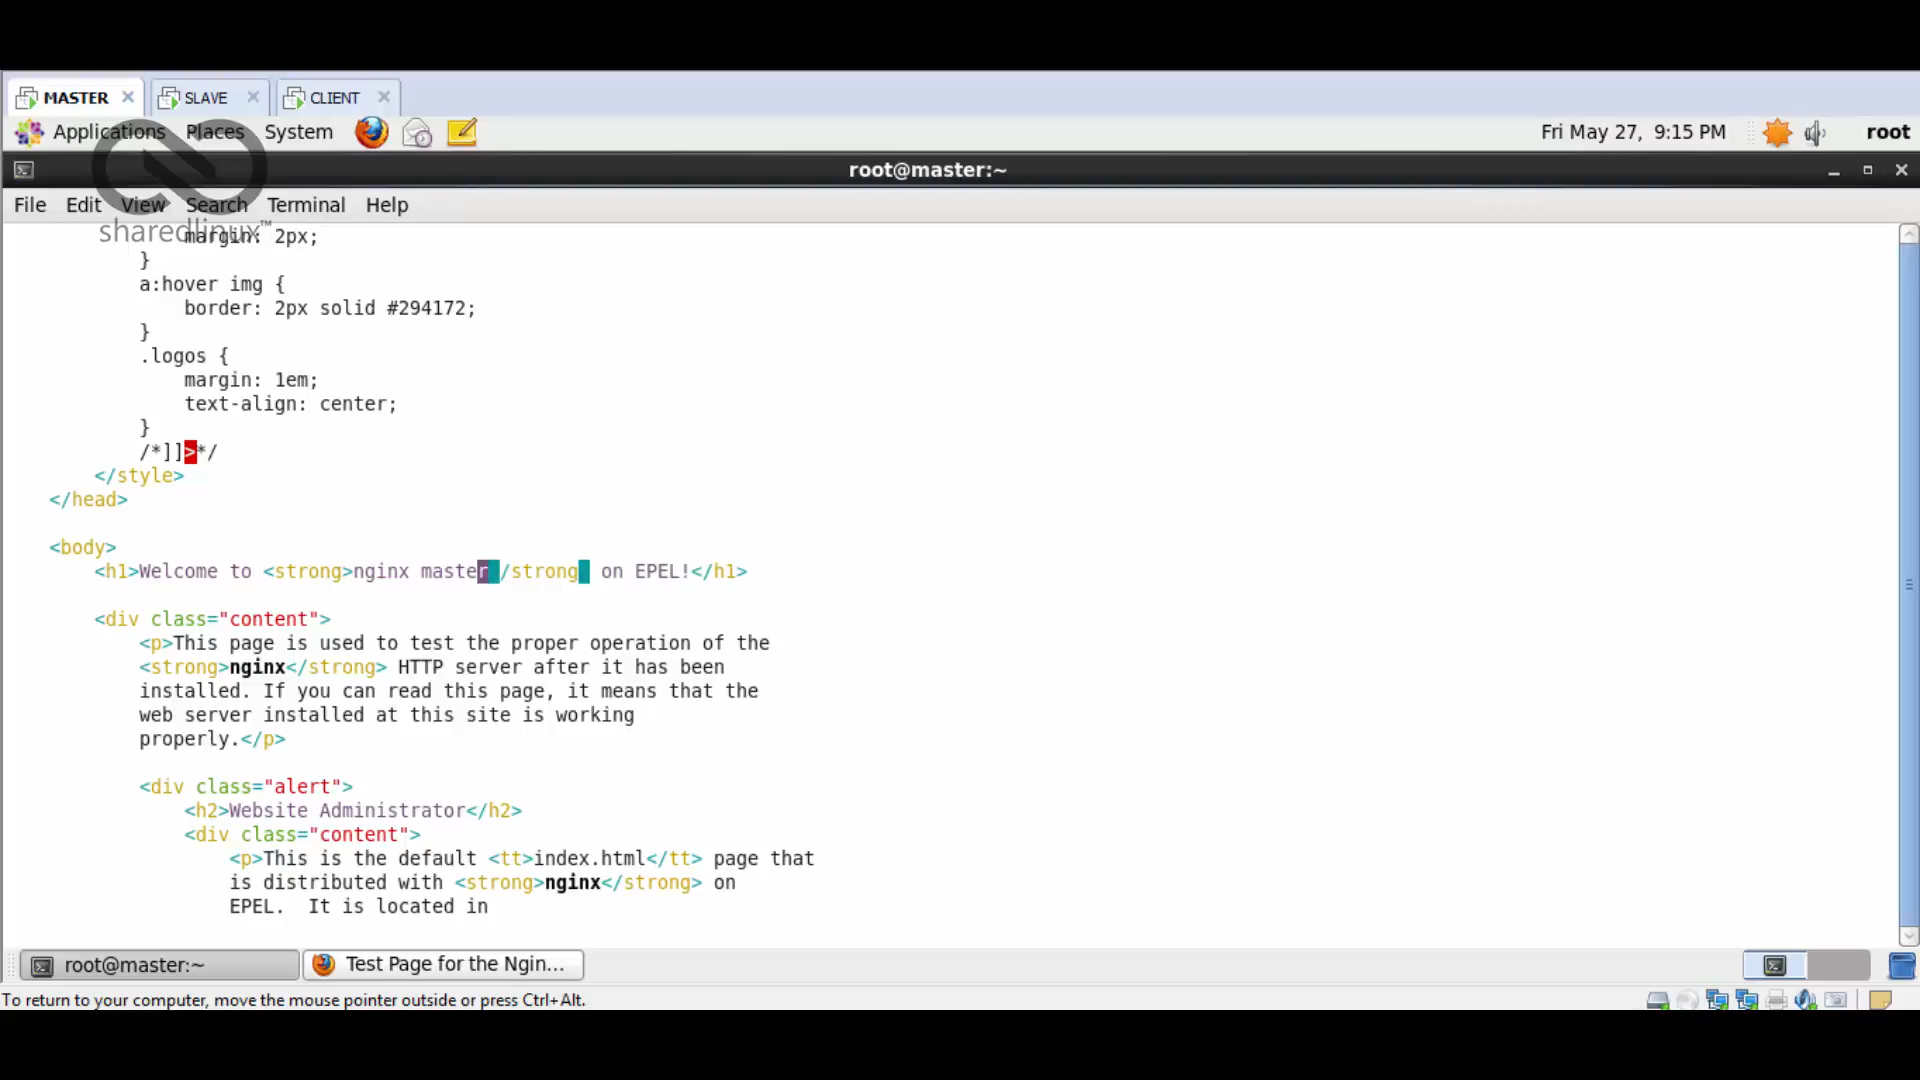 MASTER SLAVE CLIENT
Applications Places System Fri May 27, 9:15 PM root
root@master:~
File Edit View Search Terminal Help
sharedlinux™
margin: 2px;
}
a:hover img {
border: 2px solid #294172;
}
.logos {
margin: 1em;
text-align: center;
}
/*]]>*/
</style>
</head>
<body>
<h1>Welcome to <strong>nginx master</strong> on EPEL!</h1>
<div class="content">
<p>This page is used to test the proper operation of the
<strong>nginx</strong> HTTP server after it has been
installed. If you can read this page, it means that the
web server installed at this site is working
properly.</p>
<div class="alert">
<h2>Website Administrator</h2>
<div class="content">
<p>This is the default <tt>index.html</tt> page that
is distributed with <strong>nginx</strong> on
EPEL.  It is located in
root@master:~ Test Page for the Ngin...
To return to your computer, move the mouse pointer outside or press Ctrl+Alt.